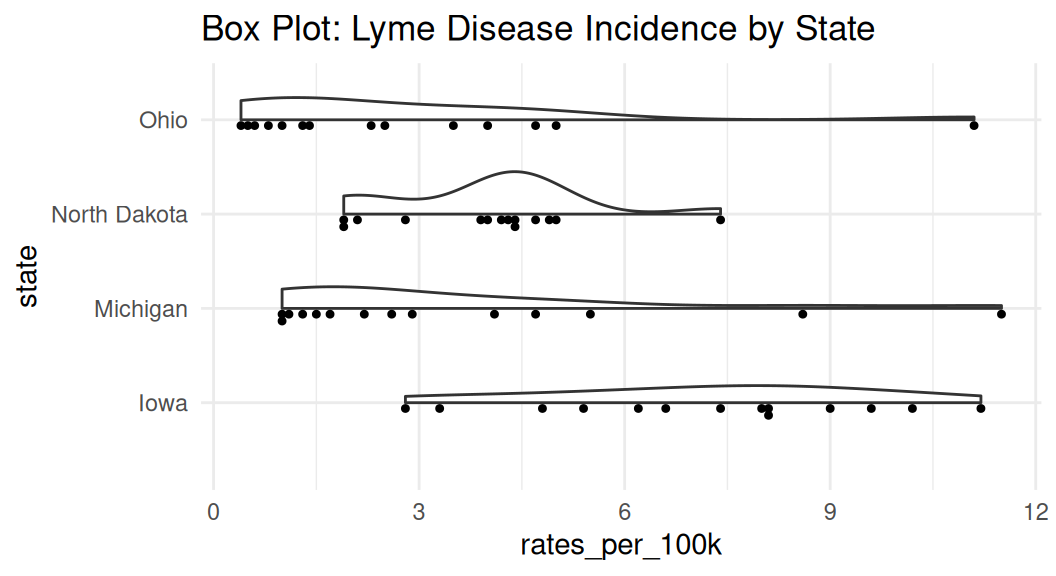 Box Plot: Lyme Disease Incidence by State
Ohio
North Dakota
Michigan
Iowa
state
0 3 6 9 12
rates_per_100k